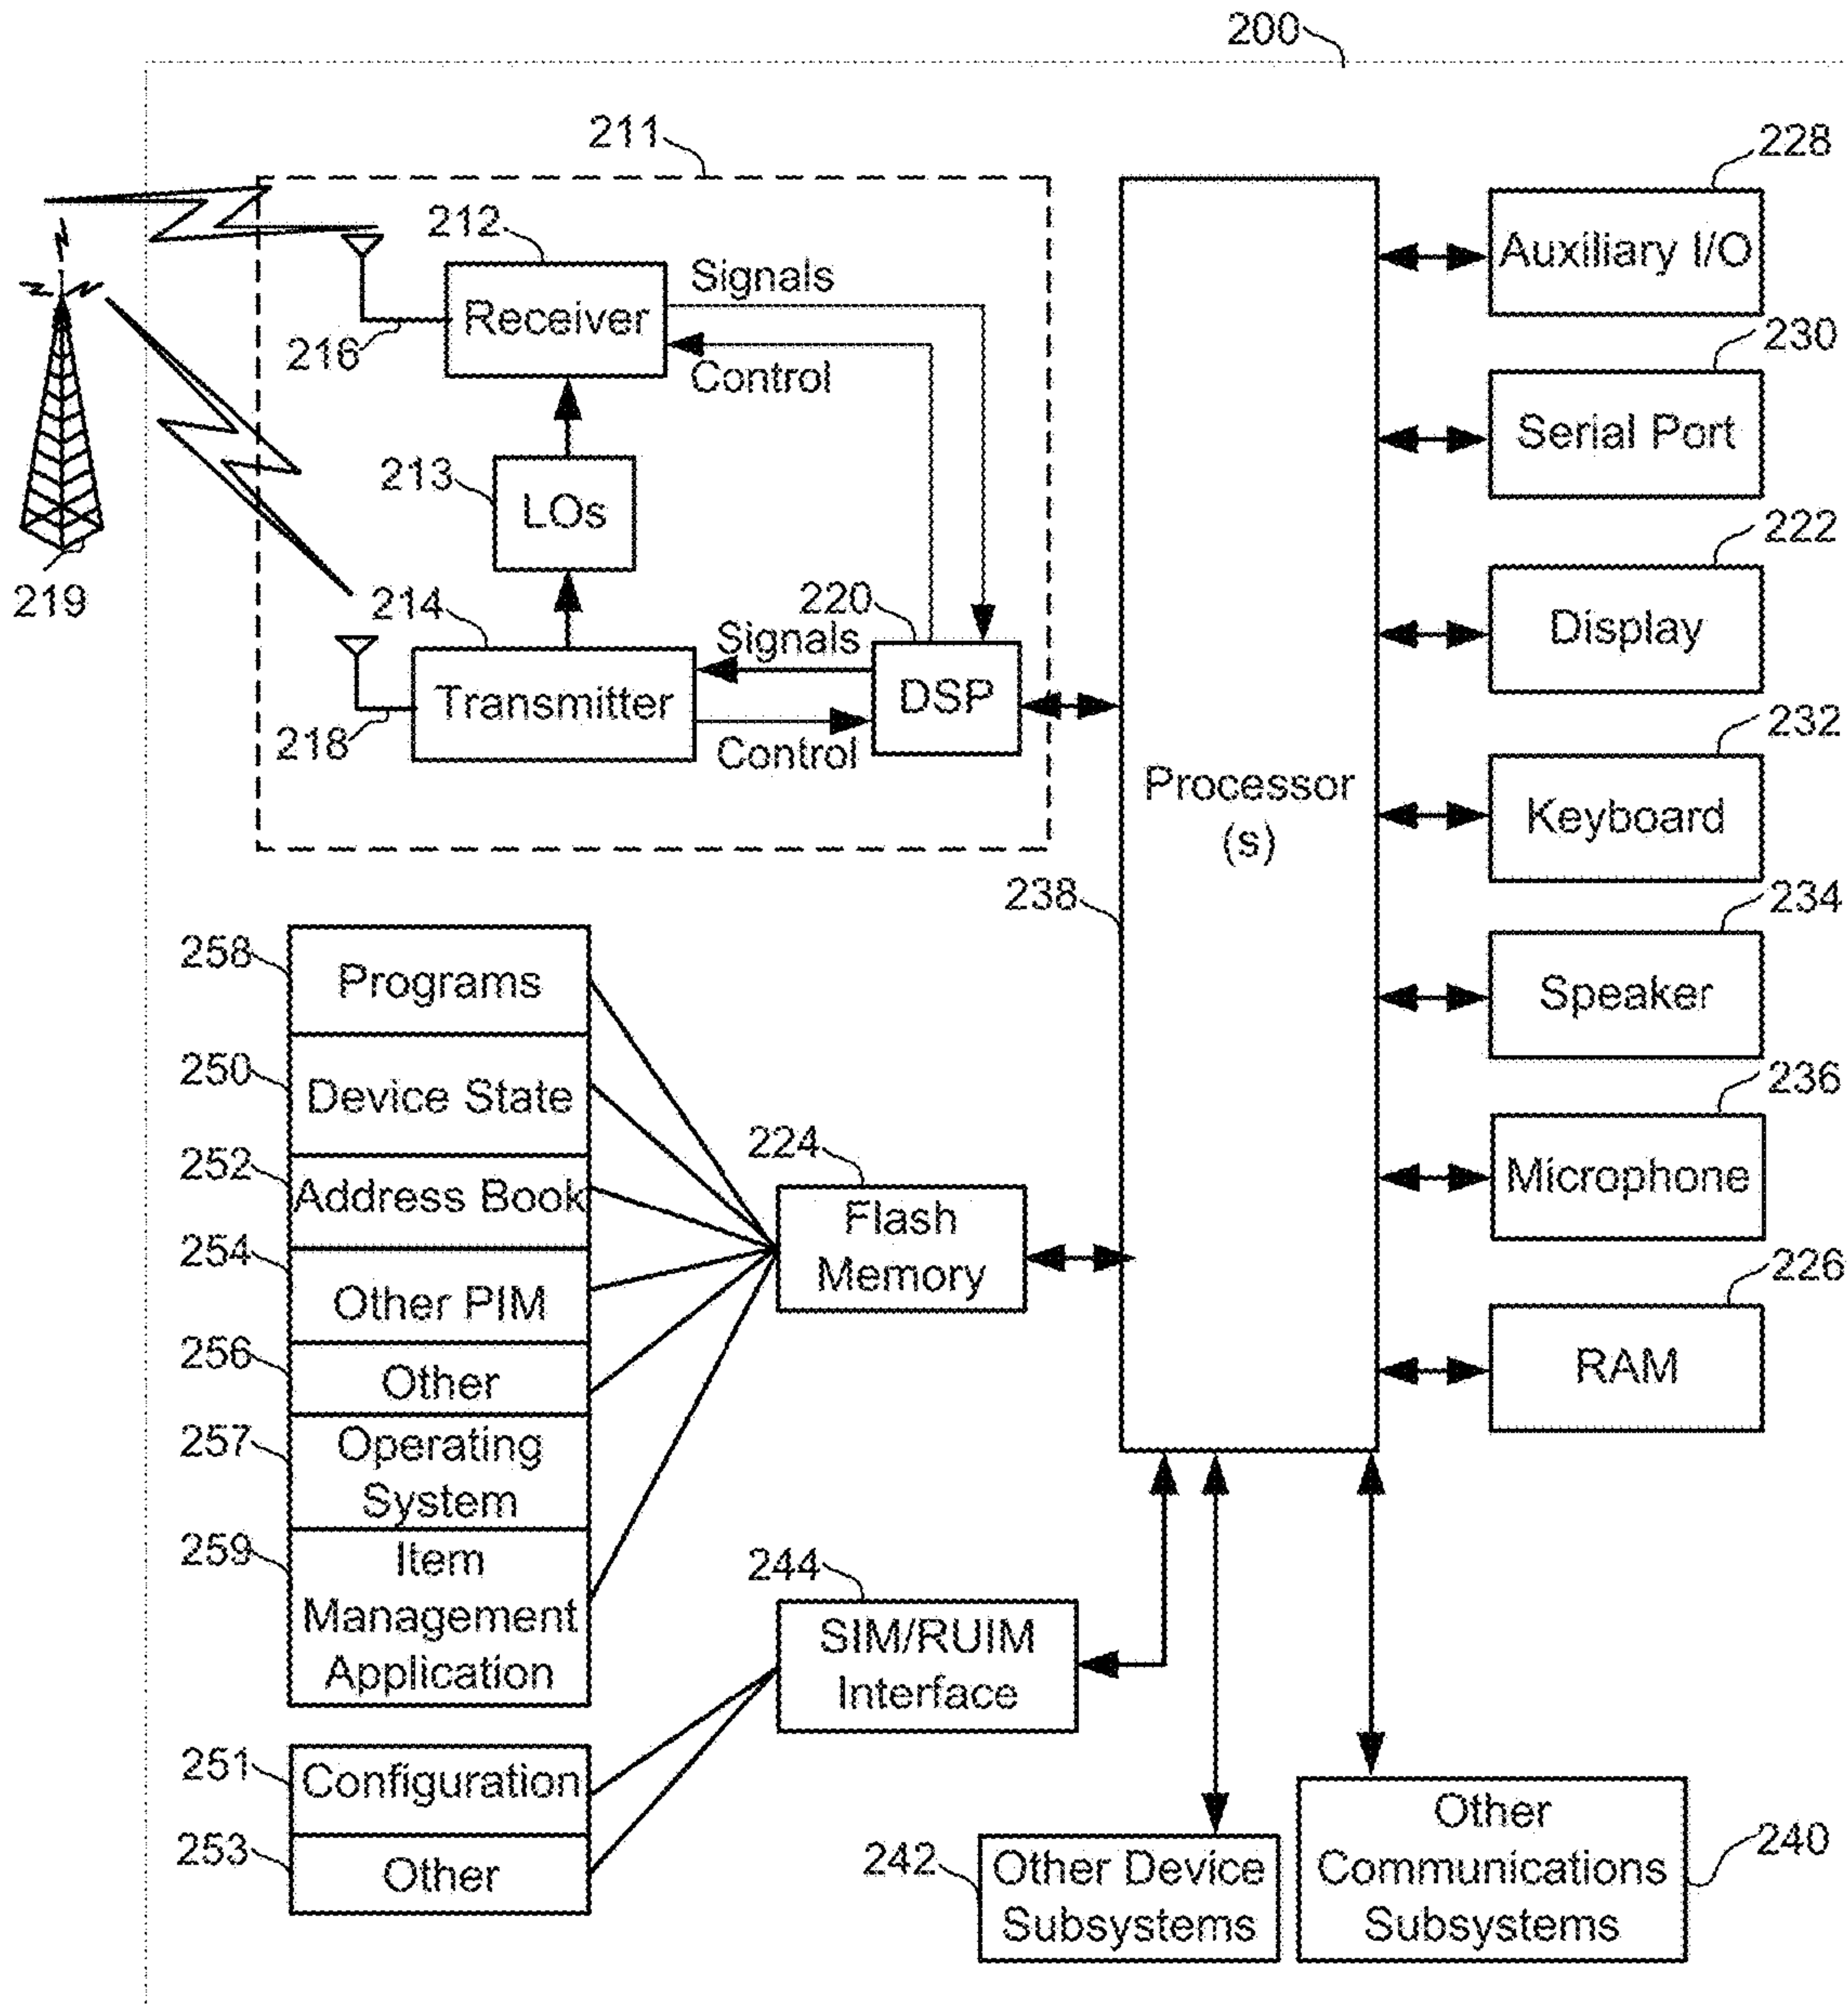 200
211
228
Auxiliary I/O
212
Signals
Receiver
216
Control
230
Serial Port
213
LOs
219
222
Display
214
220
Signals
Transmitter
DSP
218
Control
232
Keyboard
Processor
(s)
238
234
Speaker
258
Programs
250
Device State
236
Microphone
252
Address Book
224
Flash
Memory
254
Other PIM
226
RAM
256
Other
257
Operating
System
259
Item
Management
Application
244
SIM/RUIM
Interface
251
Configuration
253
Other
242
Other Device
Subsystems
Other
Communications
Subsystems
240